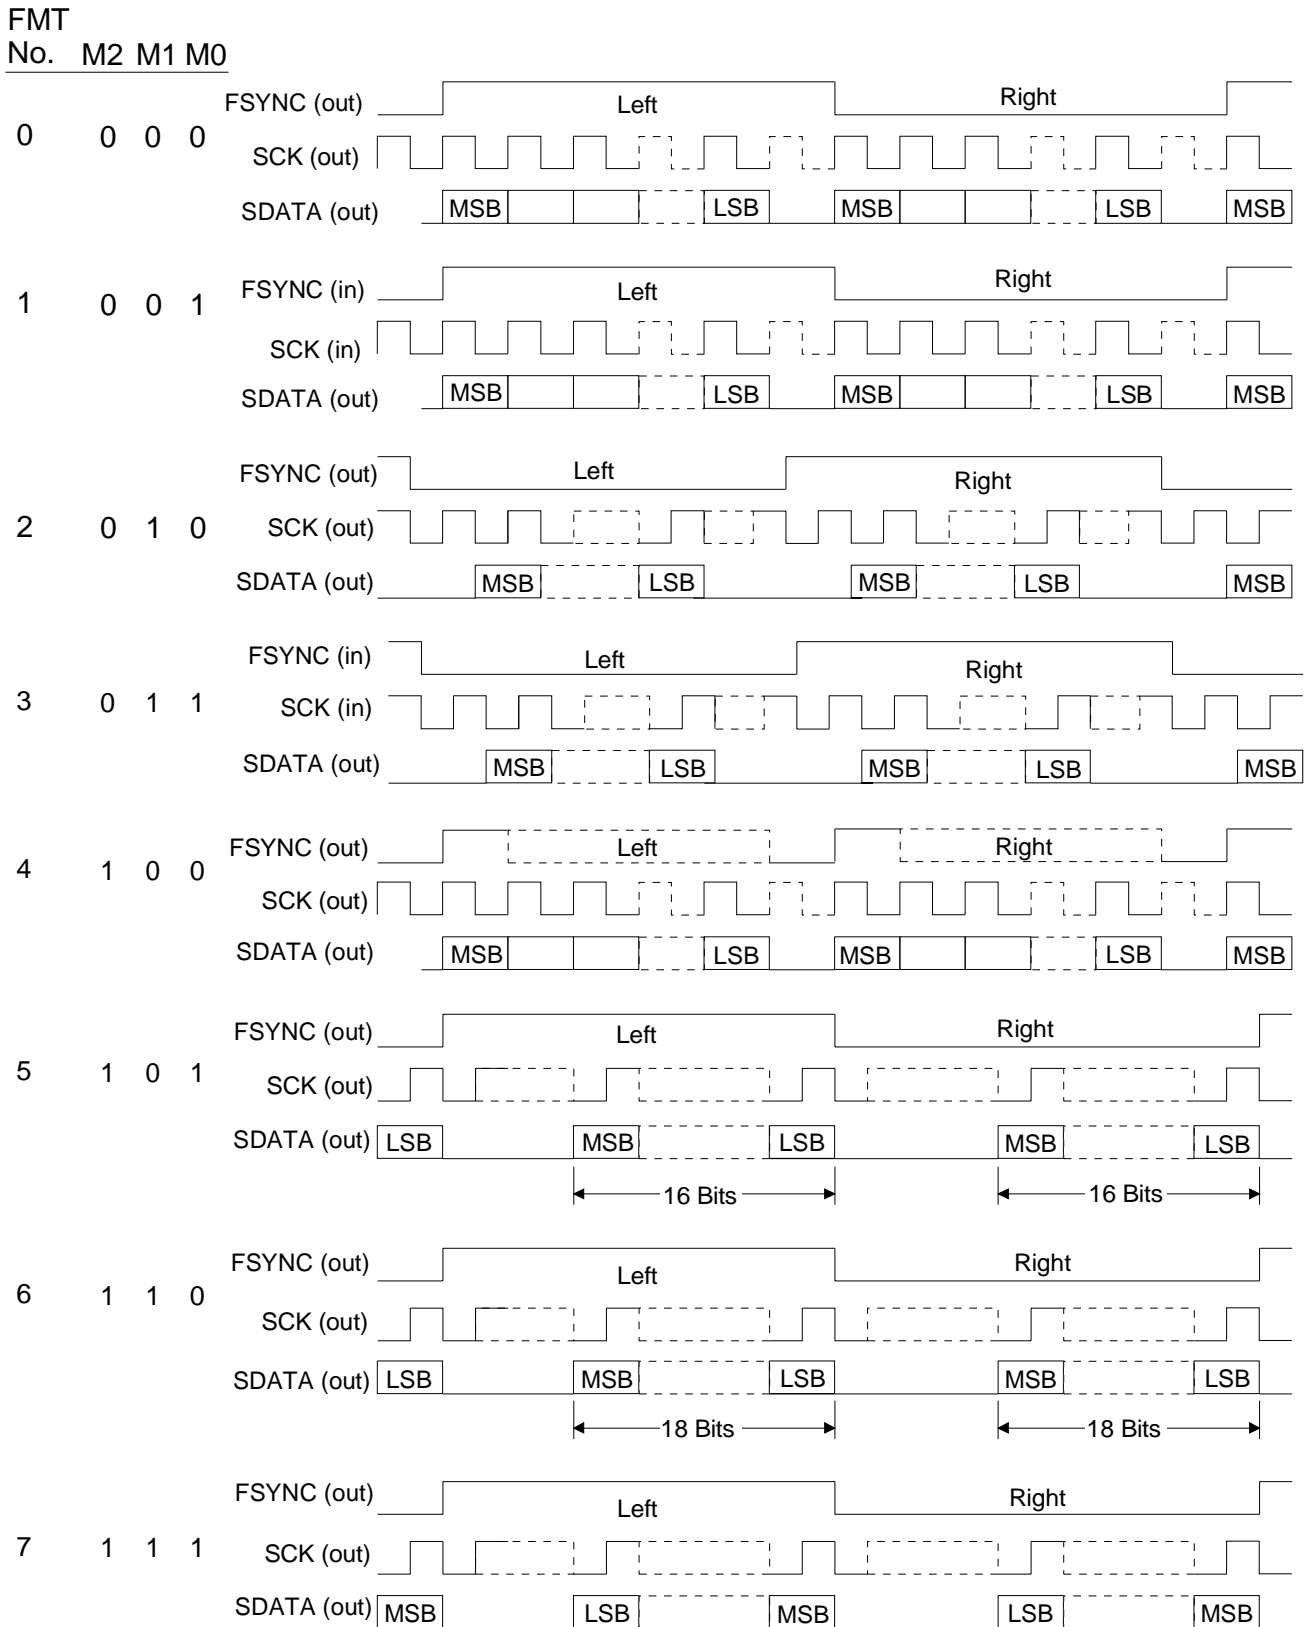 FMT
No. M2 M1 M0
FSYNC (out) Left Right
0 0 0 0
SCK (out)
SDATA (out) MSB LSB MSB LSB MSB
FSYNC (in) Left Right
1 0 0 1
SCK (in)
SDATA (out) MSB LSB MSB LSB MSB
FSYNC (out) Left Right
2 0 1 0 SCK (out)
SDATA (out) MSB LSB MSB LSB MSB
FSYNC (in) Left Right
3 0 1 1 SCK (in)
SDATA (out) MSB LSB MSB LSB MSB
FSYNC (out) Left Right
4 1 0 0
SCK (out)
SDATA (out) MSB LSB MSB LSB MSB
FSYNC (out) Left Right
5 1 0 1 SCK (out)
SDATA (out) LSB MSB LSB MSB LSB
16 Bits 16 Bits
FSYNC (out) Left Right
6 1 1 0
SCK (out)
SDATA (out) LSB MSB LSB MSB LSB
18 Bits 18 Bits
FSYNC (out) Left Right
7 1 1 1 SCK (out)
SDATA (out) MSB LSB MSB LSB MSB